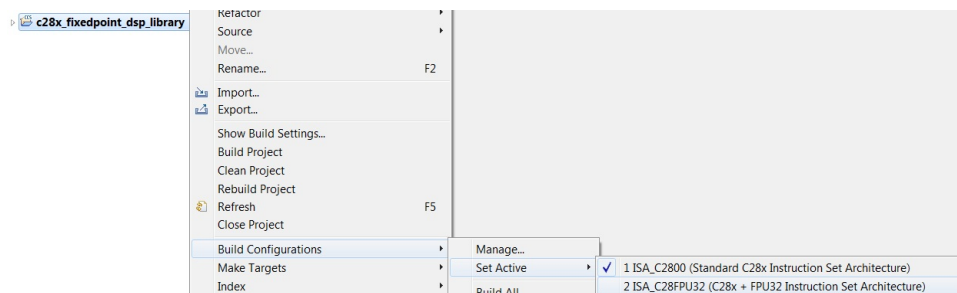 Refactor
c28x_fixedpoint_dsp_library
Source
Move...
Rename... F2
Import...
Export...
Show Build Settings...
Build Project
Clean Project
Rebuild Project
Refresh F5
Close Project
Build Configurations
Manage...
Make Targets
Set Active
1 ISA_C2800 (Standard C28x Instruction Set Architecture)
Index
Build All
2 ISA_C28FPU32 (C28x + FPU32 Instruction Set Architecture)